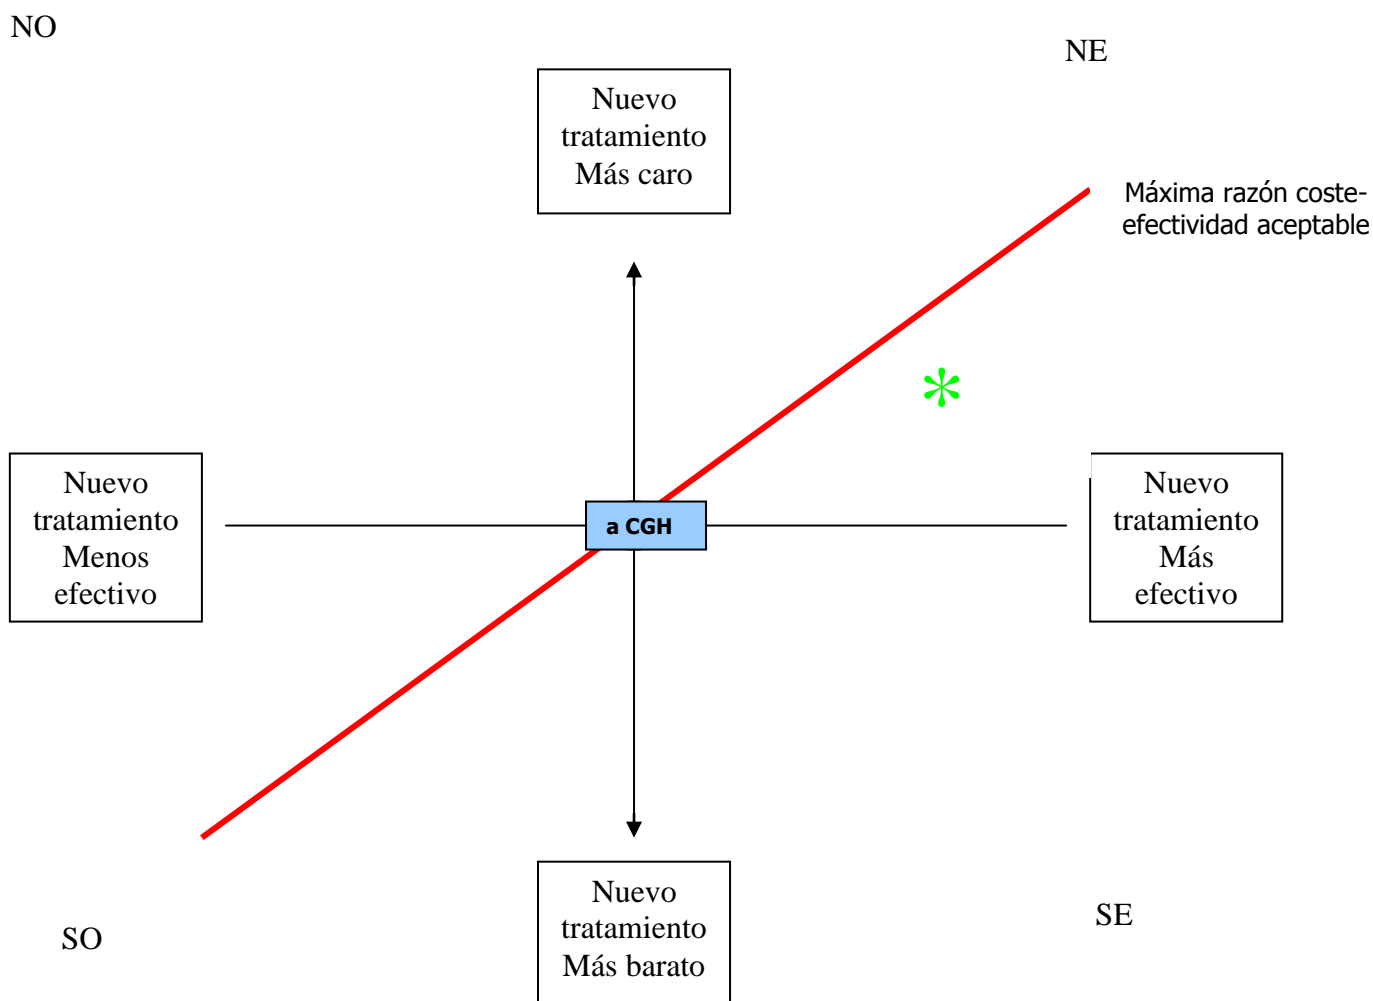 NO
NE
Nuevo
tratamiento
Más caro
Máxima razón coste-
efectividad aceptable
Nuevo
tratamiento
Menos
efectivo
a CGH
Nuevo
tratamiento
Más
efectivo
SO
Nuevo
tratamiento
Más barato
SE